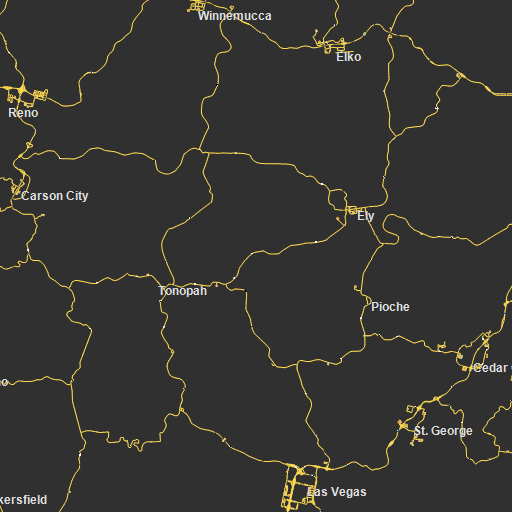 Winnemucca
Elko
Reno
Carson City
Ely
Tonopah
Pioche
Cedar
o
St. George
Las Vegas
kersfield